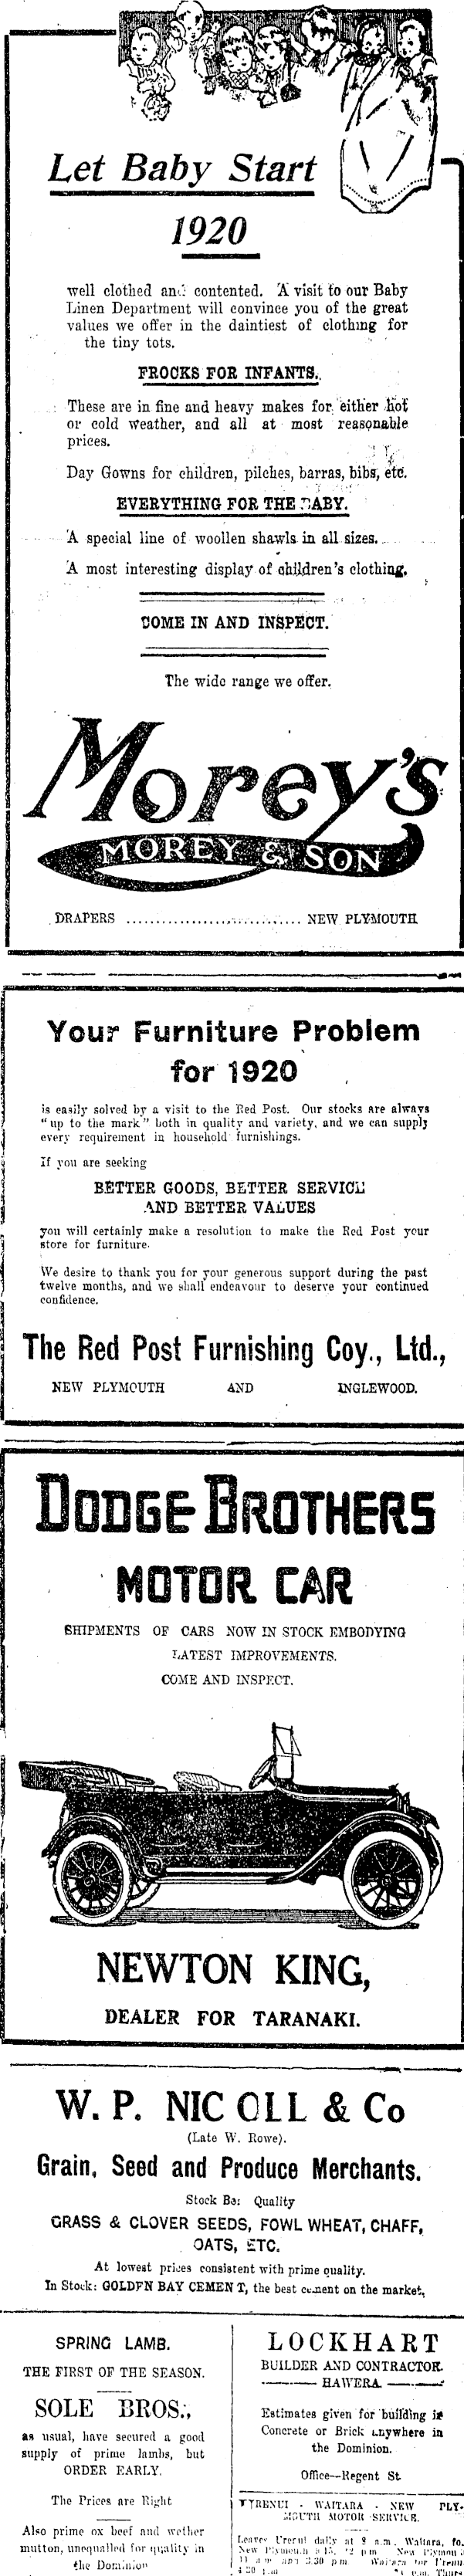 Let Baby Start
1920
well clothed and contented. A visit to our Baby
Linen Department will convince you of the great
values we offer in the daintiest of clothing for
the tiny tots.
FROCKS FOR INFANTS.
These are in fine and heavy makes for either hot
or cold weather, and all at most reasonable
prices.
Day Gowns for children, pilches, barras, bibs, etc.
EVERYTHING FOR THE BABY.
A special line of woollen shawls in all sizes.
A most interesting display of children's clothing.
COME IN AND INSPECT.
The wide range we offer.
Morey's
MOREY & SON
DRAPERS ............................ NEW PLYMOUTH
Your Furniture Problem
for 1920
is easily solved by a visit to the Red Post. Our stocks are always
"up to the mark" both in quality and variety, and we can supply
every requirement in household furnishings.
If you are seeking
BETTER GOODS, BETTER SERVICE
AND BETTER VALUES
you will certainly make a resolution to make the Red Post your
store for furniture.
We desire to thank you for your generous support during the past
twelve months, and we shall endeavour to deserve your continued
confidence.
The Red Post Furnishing Coy., Ltd.,
NEW PLYMOUTH AND INGLEWOOD.
DODGE BROTHERS
MOTOR CAR
SHIPMENTS OF CARS NOW IN STOCK EMBODYING
LATEST IMPROVEMENTS.
COME AND INSPECT.
NEWTON KING,
DEALER FOR TARANAKI.
W. P. NICOLL & Co
(Late W. Rowe).
Grain, Seed and Produce Merchants.
Stock Best Quality
GRASS & CLOVER SEEDS, FOWL WHEAT, CHAFF,
OATS, ETC.
At lowest prices consistent with prime quality.
In Stock: GOLDEN BAY CEMENT, the best cement on the market.
SPRING LAMB.
THE FIRST OF THE SEASON.
SOLE BROS.,
as usual, have secured a good
supply of prime lambs, but
ORDER EARLY.
The Prices are Right
Also prime ox beef and wether
mutton, unequalled for quality in
the Dominion
LOCKHART
BUILDER AND CONTRACTOR.
HAWERA.
Estimates given for building in
Concrete or Brick anywhere in
the Dominion.
Office--Regent St
URENUI - WAITARA - NEW PLY-
MOUTH MOTOR SERVICE.
Leaves Urenui daily at 8 a.m. Waitara, fo.
New Plymouth